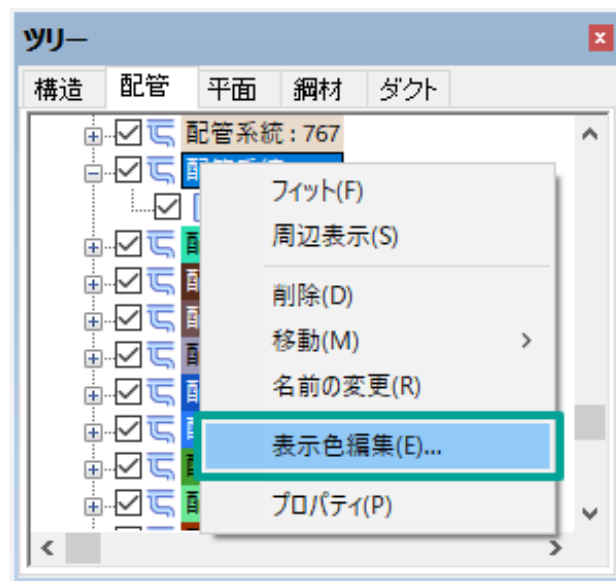 ツリー
構造 配管 平面 鋼材 ダクト
配管系統 : 767
フィット(F)
周辺表示(S)
削除(D)
移動(M)
名前の変更(R)
表示色編集(E)...
プロパティ(P)